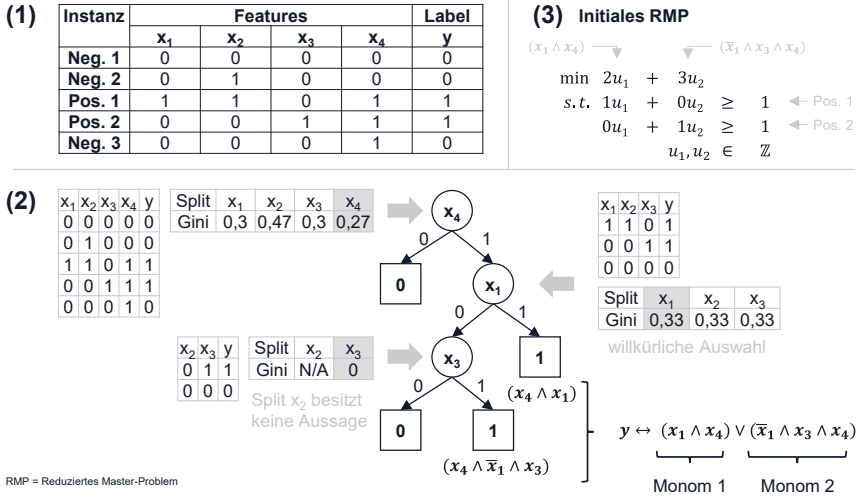 (1)
Instanz Features Label
x₁ x₂ x₃ x₄ y
Neg. 1 0 0 0 0 0
Neg. 2 0 1 0 0 0
Pos. 1 1 1 0 1 1
Pos. 2 0 0 1 1 1
Neg. 3 0 0 0 1 0
(3) Initiales RMP
(x₁ ∧ x₄) (x̅₁ ∧ x₃ ∧ x₄)
min 2u₁ + 3u₂
s.t. 1u₁ + 0u₂ ≥ 1 Pos. 1
0u₁ + 1u₂ ≥ 1 Pos. 2
u₁, u₂ ∈ ℤ
(2)
x₁ x₂ x₃ x₄ y
0 0 0 0 0
0 1 0 0 0
1 1 0 1 1
0 0 1 1 1
0 0 0 1 0
Split x₁ x₂ x₃ x₄
Gini 0,3 0,47 0,3 0,27
x₄
0 1
0
x₁
0 1
x₃
1
0 1
(x₄ ∧ x₁)
0
1
(x₄ ∧ x̅₁ ∧ x₃)
x₁ x₂ x₃ y
1 1 0 1
0 0 1 1
0 0 0 0
Split x₁ x₂ x₃
Gini 0,33 0,33 0,33
willkürliche Auswahl
x₂ x₃ y
0 1 1
0 0 0
Split x₂ x₃
Gini N/A 0
Split x₂ besitzt
keine Aussage
y ↔ (x₁ ∧ x₄) ∨ (x̅₁ ∧ x₃ ∧ x₄)
Monom 1 Monom 2
RMP = Reduziertes Master-Problem